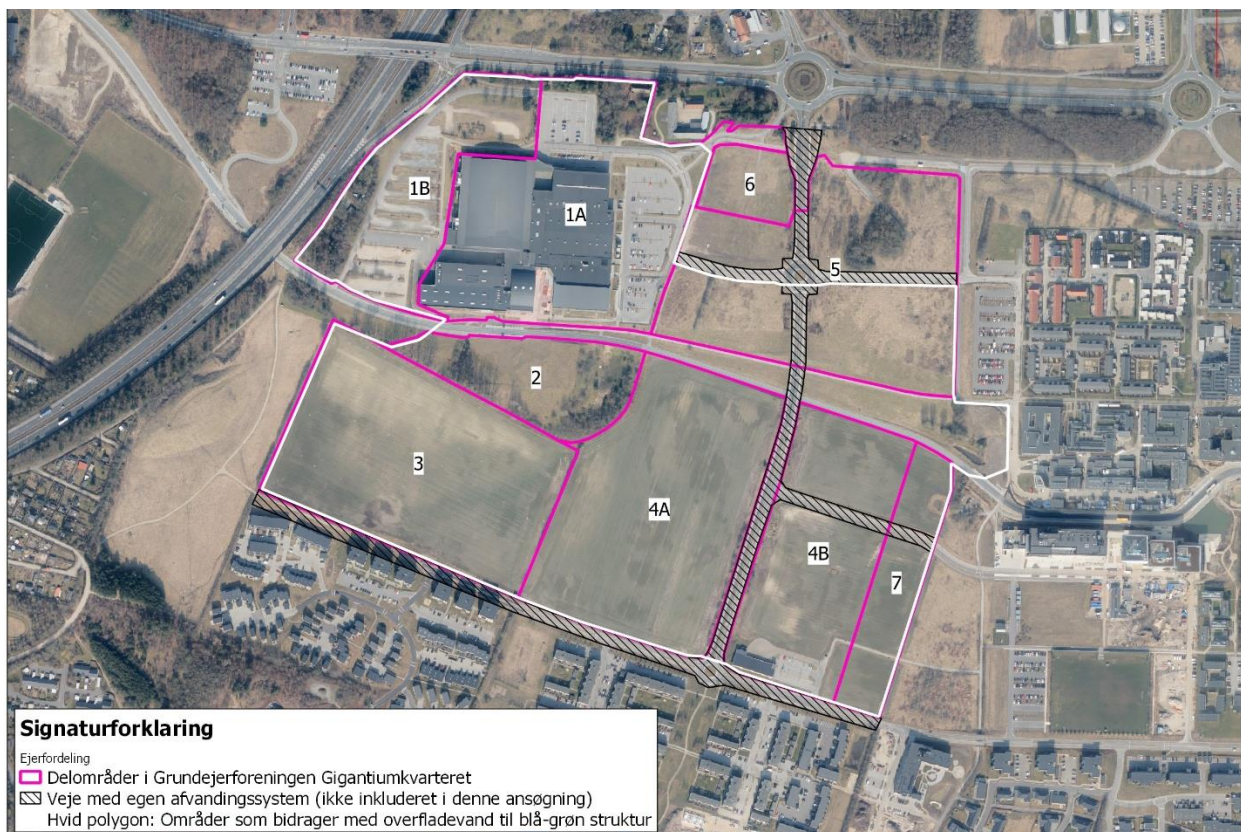 1B
1A
6
5
2
3
4A
4B
7
Signaturforklaring
Ejerfordeling
Delområder i Grundejerforeningen Gigantiumkvarteret
Veje med egen afvandingssystem (ikke inkluderet i denne ansøgning)
Hvid polygon: Områder som bidrager med overfladevand til blå-grøn struktur